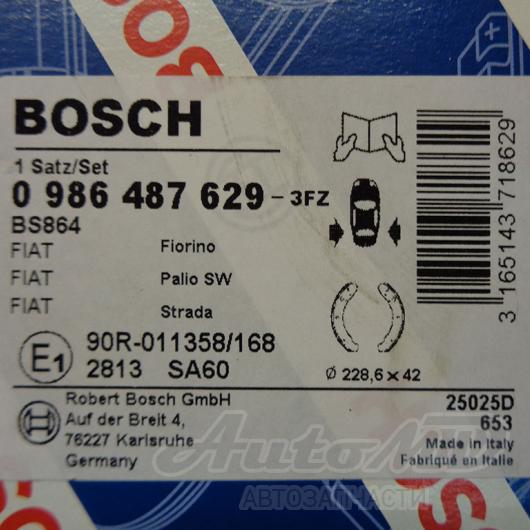 BOSCH
1 Satz/Set
0 986 487 629 - 3FZ
BS864
FIAT Fiorino
FIAT Palio SW
FIAT Strada
E1
90R-011358/168
2813 SA60
Ø 228,6 x 42
3 165143 718629
Robert Bosch GmbH
Auf der Breit 4,
76227 Karlsruhe
Germany
25025D
653
Made in Italy
Fabriqué en Italie
АВТОЗАПЧАСТИ